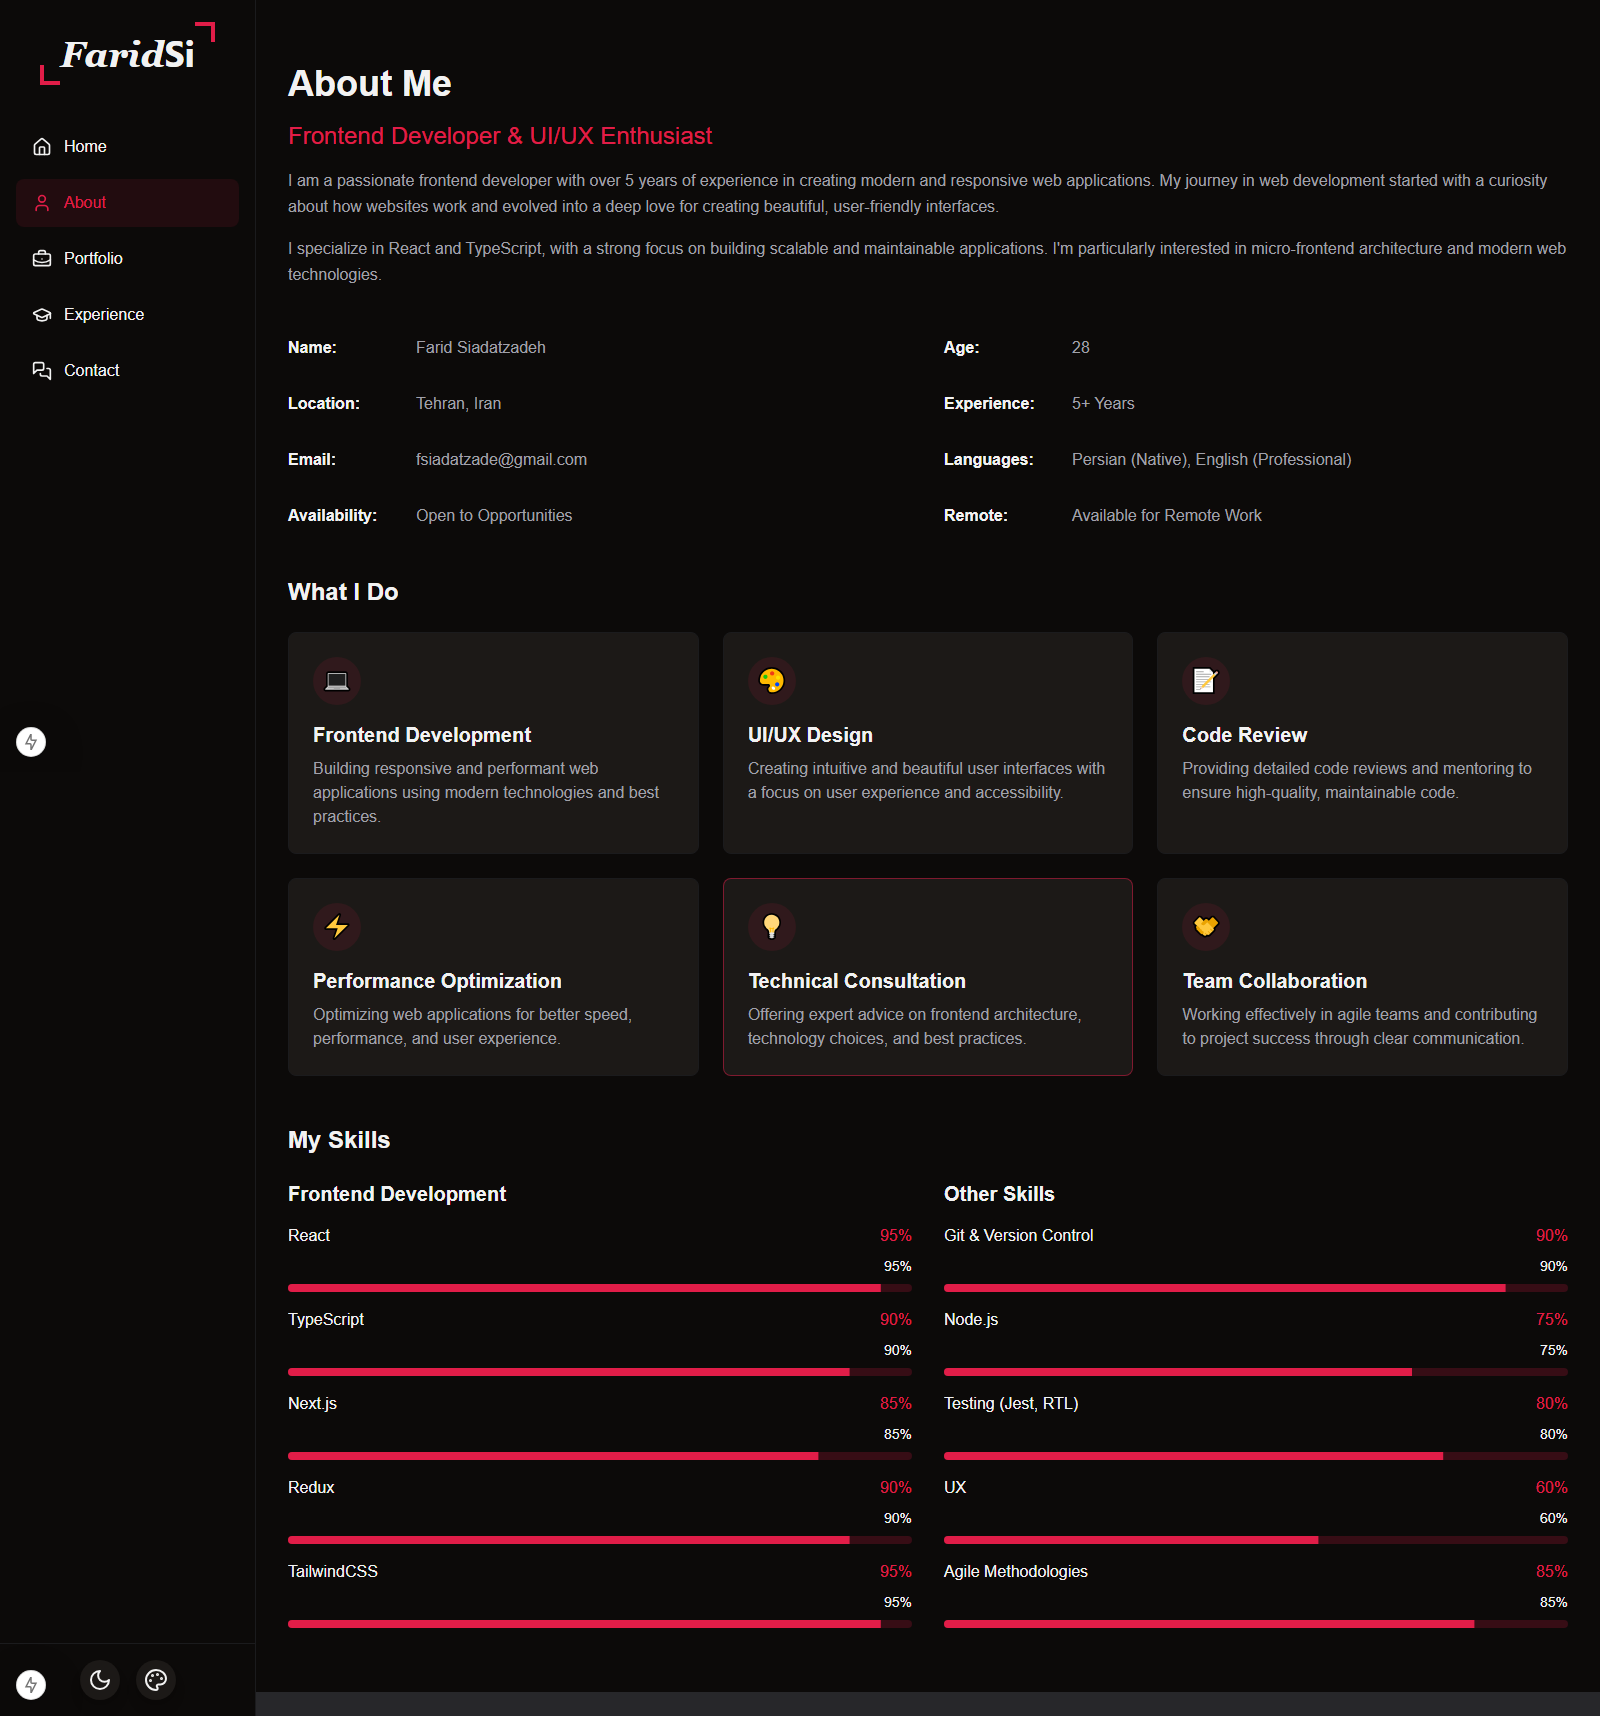 FaridSi
Home
About
Portfolio
Experience
Contact
About Me
Frontend Developer & UI/UX Enthusiast
I am a passionate frontend developer with over 5 years of experience in creating modern and responsive web applications. My journey in web development started with a curiosity
about how websites work and evolved into a deep love for creating beautiful, user-friendly interfaces.
I specialize in React and TypeScript, with a strong focus on building scalable and maintainable applications. I'm particularly interested in micro-frontend architecture and modern web
technologies.
Name: Farid Siadatzadeh
Age: 28
Location: Tehran, Iran
Experience: 5+ Years
Email: fsiadatzade@gmail.com
Languages: Persian (Native), English (Professional)
Availability: Open to Opportunities
Remote: Available for Remote Work
What I Do
Frontend Development
Building responsive and performant web
applications using modern technologies and best
practices.
UI/UX Design
Creating intuitive and beautiful user interfaces with
a focus on user experience and accessibility.
Code Review
Providing detailed code reviews and mentoring to
ensure high-quality, maintainable code.
Performance Optimization
Optimizing web applications for better speed,
performance, and user experience.
Technical Consultation
Offering expert advice on frontend architecture,
technology choices, and best practices.
Team Collaboration
Working effectively in agile teams and contributing
to project success through clear communication.
My Skills
Frontend Development
React 95%
95%
TypeScript 90%
90%
Next.js 85%
85%
Redux 90%
90%
TailwindCSS 95%
95%
Other Skills
Git & Version Control 90%
90%
Node.js 75%
75%
Testing (Jest, RTL) 80%
80%
UX 60%
60%
Agile Methodologies 85%
85%